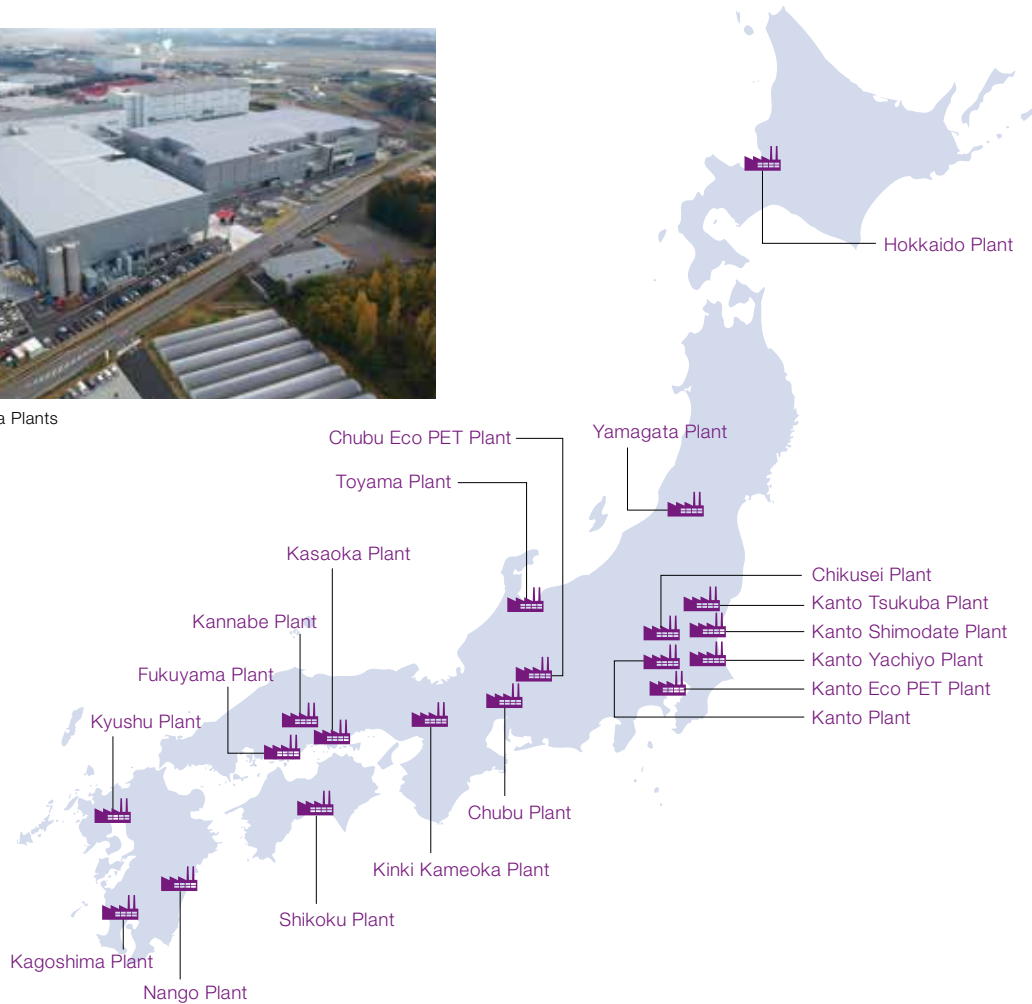 a Plants
Hokkaido Plant
Chubu Eco PET Plant
Yamagata Plant
Toyama Plant
Kasaoka Plant
Chikusei Plant
Kanto Tsukuba Plant
Kannabe Plant
Kanto Shimodate Plant
Kanto Yachiyo Plant
Fukuyama Plant
Kanto Eco PET Plant
Kyushu Plant
Kanto Plant
Chubu Plant
Kinki Kameoka Plant
Shikoku Plant
Kagoshima Plant
Nango Plant